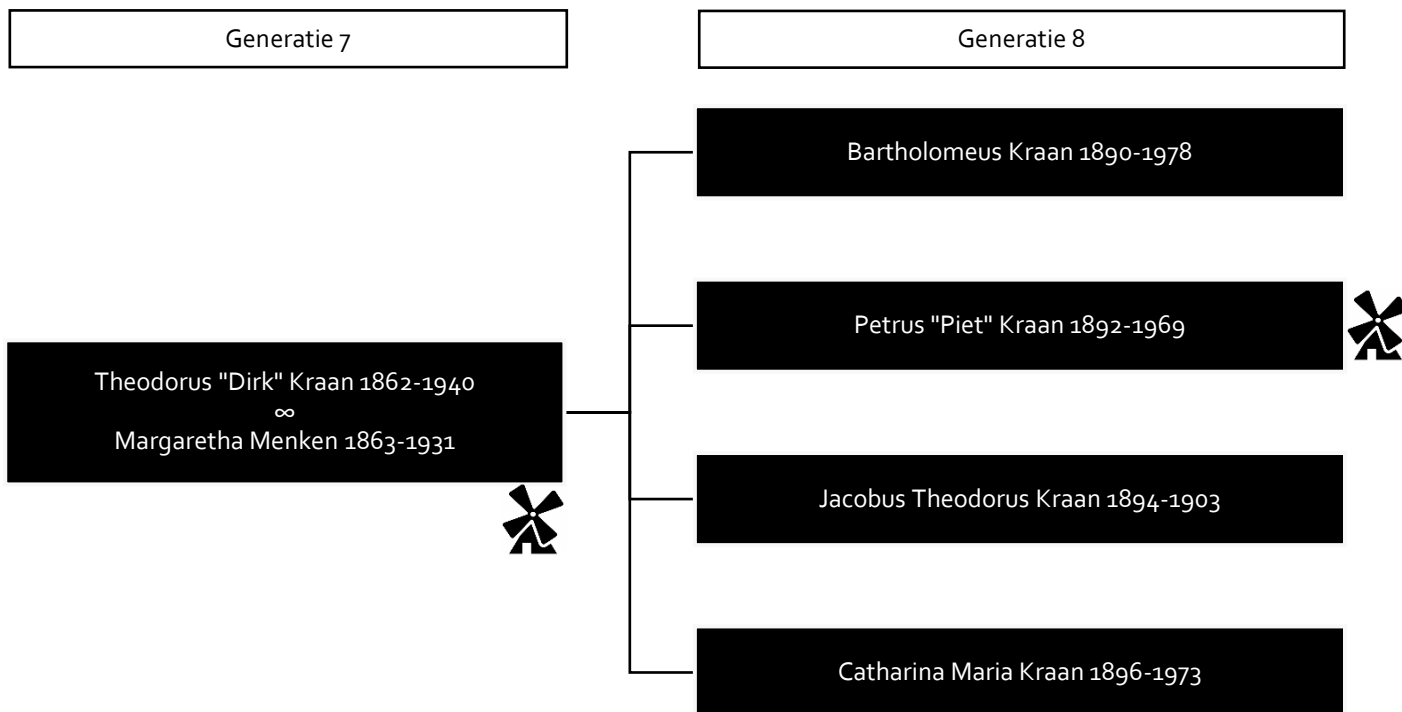 Generatie 7
Generatie 8
Bartholomeus Kraan 1890-1978
Petrus "Piet" Kraan 1892-1969
Theodorus "Dirk" Kraan 1862-1940
∞
Margaretha Menken 1863-1931
Jacobus Theodorus Kraan 1894-1903
Catharina Maria Kraan 1896-1973